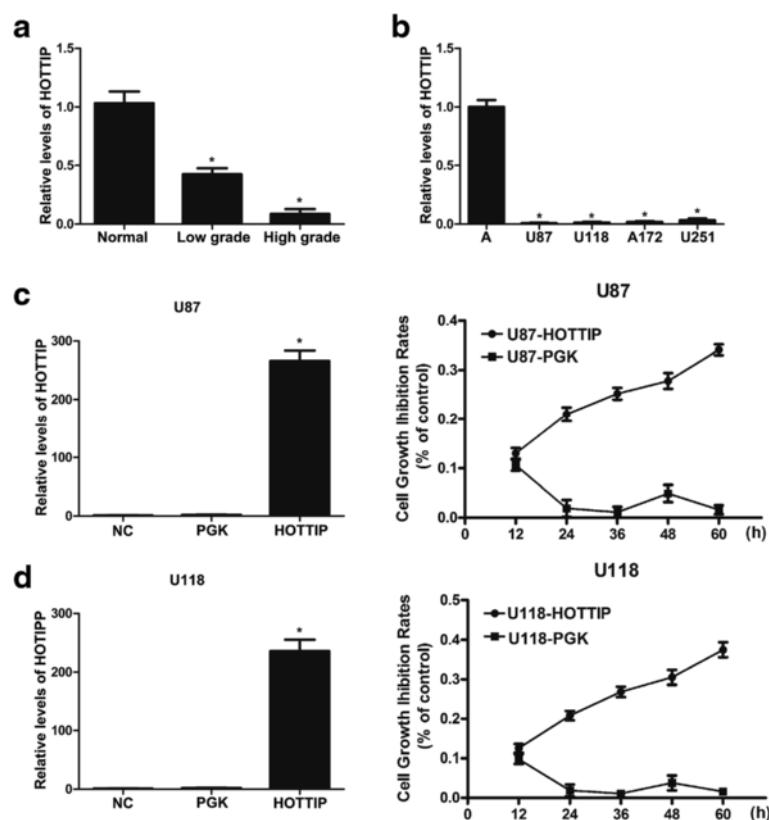 a
Relative levels of HOTTIP
1.5
1.0
0.5
0.0
*
*
Normal Low grade High grade
b
Relative levels of HOTTIP
1.5
1.0
0.5
0.0
* * * *
A U87 U118 A172 U251
c
U87
Relative levels of HOTTIP
300
200
100
0
*
NC PGK HOTTIP
U87
Cell Growth Ihibition Rates
(% of control)
0.4
0.3
0.2
0.1
0.0
U87-HOTTIP
U87-PGK
0 12 24 36 48 60 (h)
d
U118
Relative levels of HOTIPP
300
200
100
0
*
NC PGK HOTTIP
U118
Cell Growth Ihibition Rates
(% of control)
0.5
0.4
0.3
0.2
0.1
0.0
U118-HOTTIP
U118-PGK
0 12 24 36 48 60 (h)